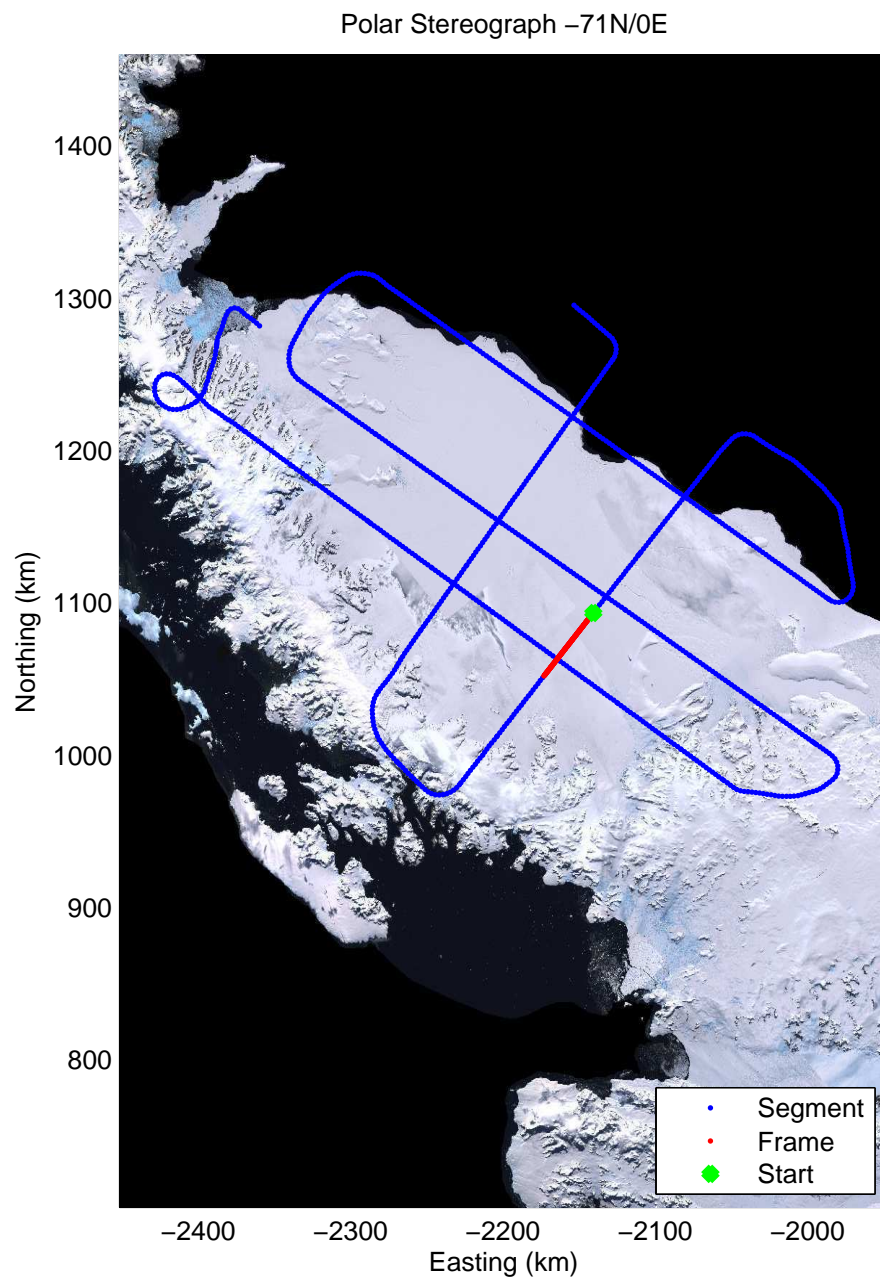 Polar Stereograph −71N/0E
1400
1300
1200
1100
1000
900
800
Northing (km)
Segment
Frame
Start
−2400 −2300 −2200 −2100 −2000
Easting (km)